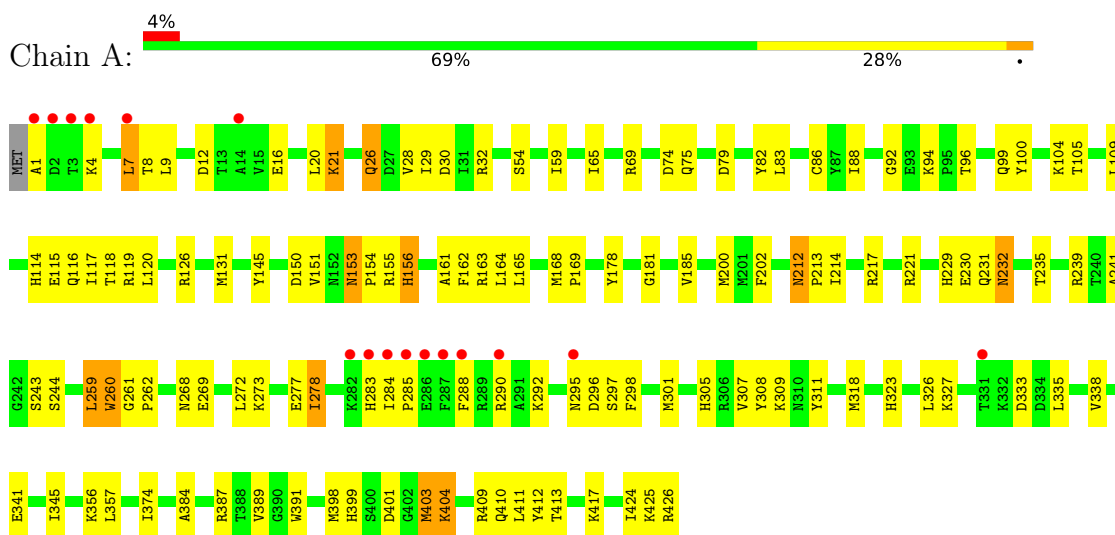 4%
Chain A:
69% 28% •
MET A1 D2 T3 K4 L7 T8 L9 D12 T13 A14 V15 E16 L20 K21 Q26 D27 V28 I29 D30 I31 R32 S54 I59 I65 R69 D74 Q75 D79 Y82 L83 C86 Y87 I88 G92 E93 K94 P95 T96 Q99 Y100 K104 T105 L109
H114 E115 Q116 I117 T118 R119 L120 R126 M131 Y145 D150 V151 N152 N153 P154 R155 H156 A161 F162 R163 L164 L165 M168 P169 Y178 G181 V185 M200 M201 F202 N212 P213 I214 R217 R221 H229 E230 Q231 N232 T235 R239 T240 A241
G242 S243 S244 L259 W260 G261 P262 N268 E269 L272 K273 E277 I278 K282 H283 I284 P285 E286 F287 F288 R289 R290 A291 K292 N295 D296 S297 F298 M301 H305 R306 V307 Y308 K309 N310 Y311 M318 H323 L326 K327 T331 K332 D333 D334 L335 V338
E341 I345 K356 L357 I374 A384 R387 T388 V389 G390 W391 M398 H399 S400 D401 G402 M403 K404 R409 Q410 L411 Y412 T413 K417 I424 K425 R426